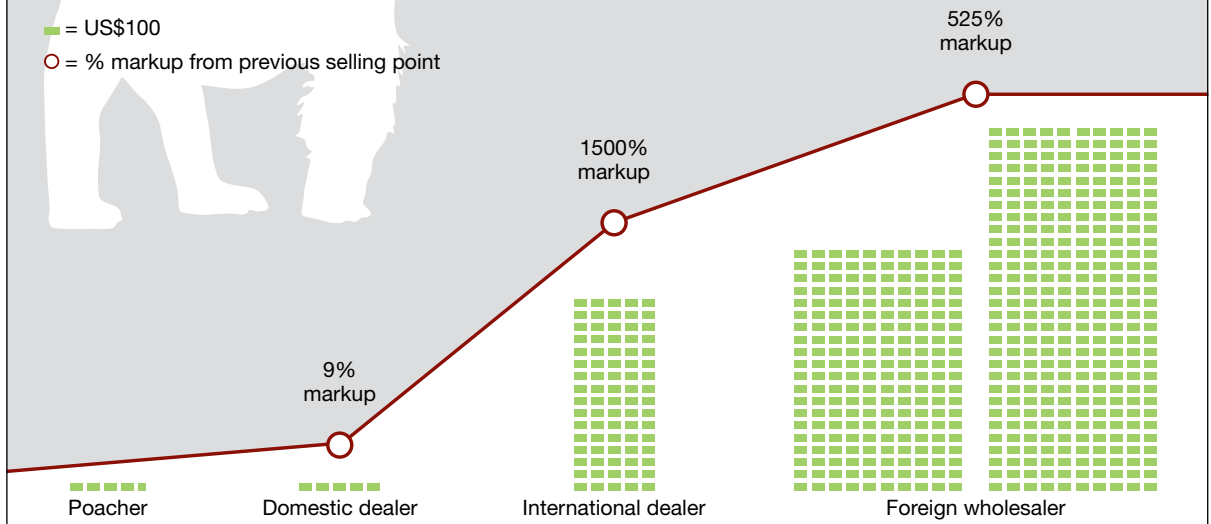 = US$100
= % markup from previous selling point
525%
markup
1500%
markup
9%
markup
Poacher
Domestic dealer
International dealer
Foreign wholesaler